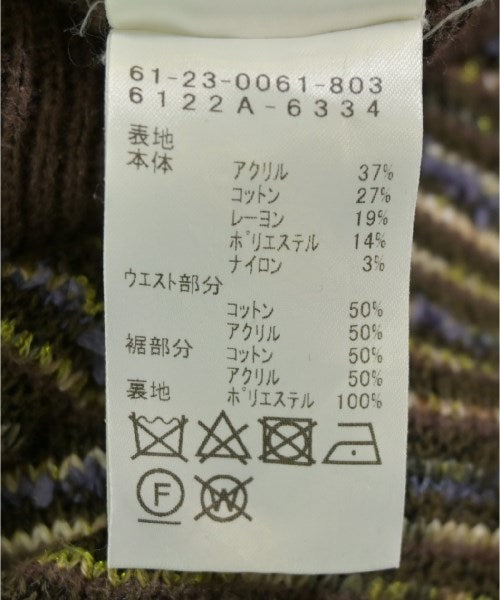 61-23-0061-803
6122A-6334
表地
本体 アクリル 37%
コットン 27%
レーヨン 19%
ポリエステル 14%
ナイロン 3%
ウエスト部分
コットン 50%
アクリル 50%
裾部分 コットン 50%
アクリル 50%
裏地 ポリエステル 100%
F W